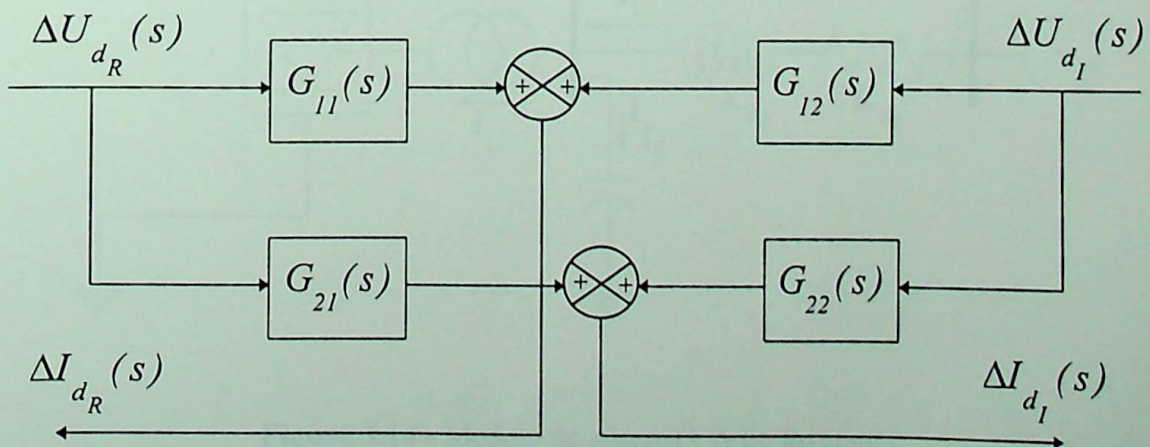 ΔU_{d_R}(s)
G_{11}(s)
+ +
G_{12}(s)
ΔU_{d_I}(s)
G_{21}(s)
+ +
G_{22}(s)
ΔI_{d_R}(s)
ΔI_{d_I}(s)